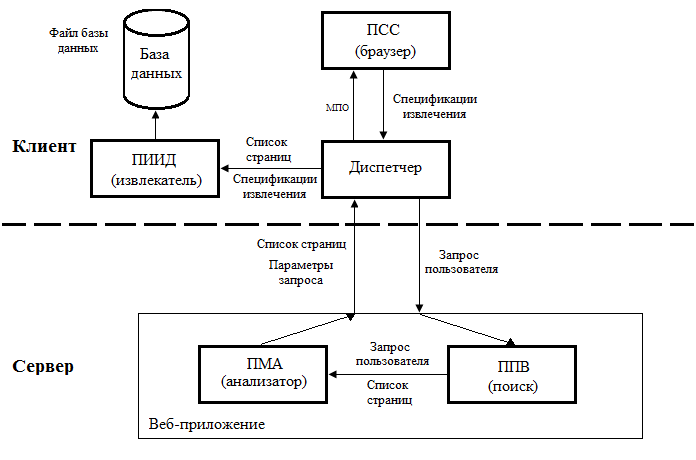 Файл базы
данных
База
данных
ПСС
(браузер)
МПО
Спецификации
извлечения
Клиент
ПИИД
(извлекатель)
Список
страниц
Спецификации
извлечения
Диспетчер
Список страниц
Параметры
запроса
Запрос
пользователя
Сервер
ПМА
(анализатор)
Запрос
пользователя
Список
страниц
ППВ
(поиск)
Веб-приложение